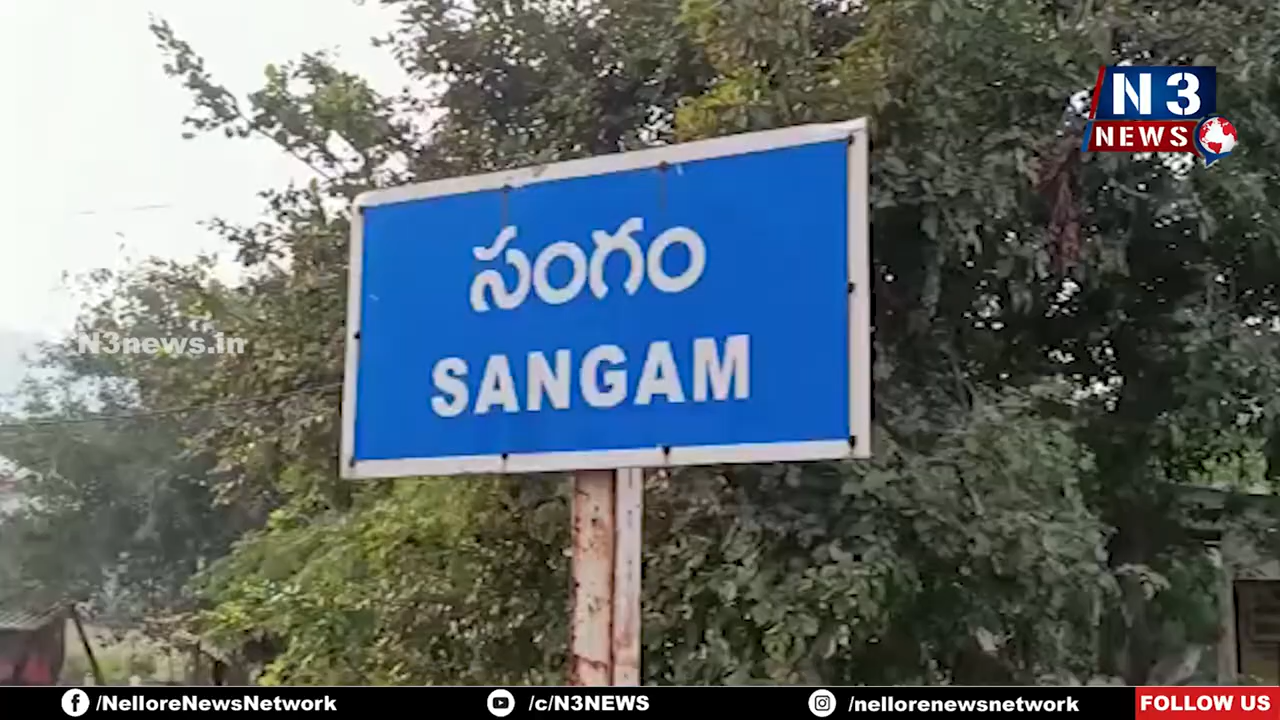 N3
NEWS
సంగం
N3news.in
SANGAM
/NelloreNewsNetwork
/c/N3NEWS
/nellorenewsnetwork
FOLLOW US